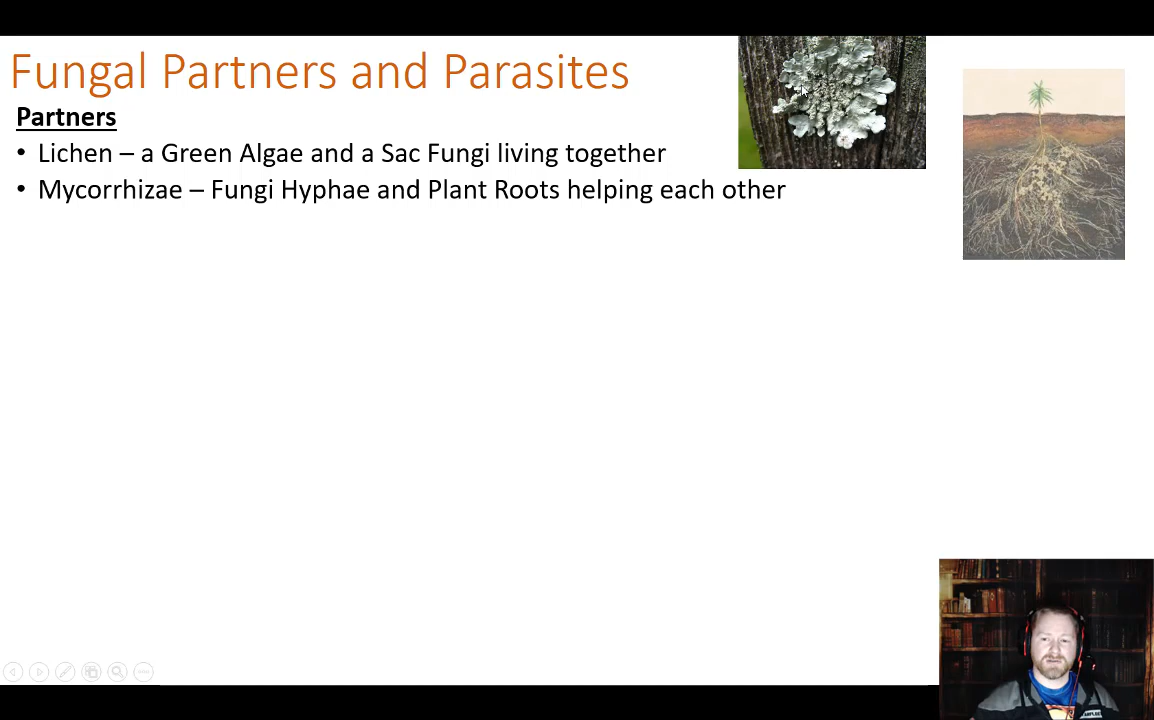 Fungal Partners and Parasites
Partners
• Lichen – a Green Algae and a Sac Fungi living together
• Mycorrhizae – Fungi Hyphae and Plant Roots helping each other